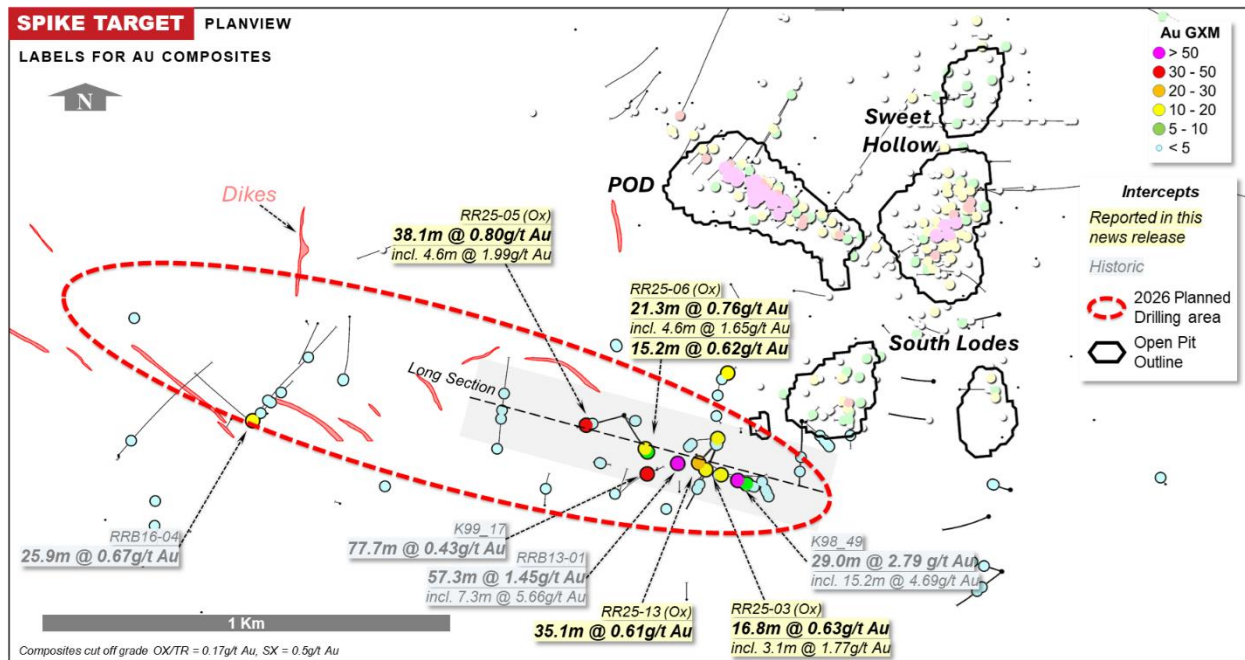 SPIKE TARGET PLANVIEW
LABELS FOR AU COMPOSITES
N
Au GXM
> 50
30 - 50
20 - 30
10 - 20
5 - 10
< 5
Intercepts
Reported in this
news release
Historic
2026 Planned
Drilling area
Open Pit
Outline
Sweet
Hollow
POD
South Lodes
Dikes
RR25-05 (Ox)
38.1m @ 0.80g/t Au
incl. 4.6m @ 1.99g/t Au
RR25-06 (Ox)
21.3m @ 0.76g/t Au
incl. 4.6m @ 1.65g/t Au
15.2m @ 0.62g/t Au
Long Section
RRB16-04
25.9m @ 0.67g/t Au
K99_17
77.7m @ 0.43g/t Au
RRB13-01
57.3m @ 1.45g/t Au
incl. 7.3m @ 5.66g/t Au
K98_49
29.0m @ 2.79 g/t Au
incl. 15.2m @ 4.69g/t Au
RR25-13 (Ox)
35.1m @ 0.61g/t Au
RR25-03 (Ox)
16.8m @ 0.63g/t Au
incl. 3.1m @ 1.77g/t Au
1 Km
Composites cut off grade OX/TR = 0.17g/t Au, SX = 0.5g/t Au